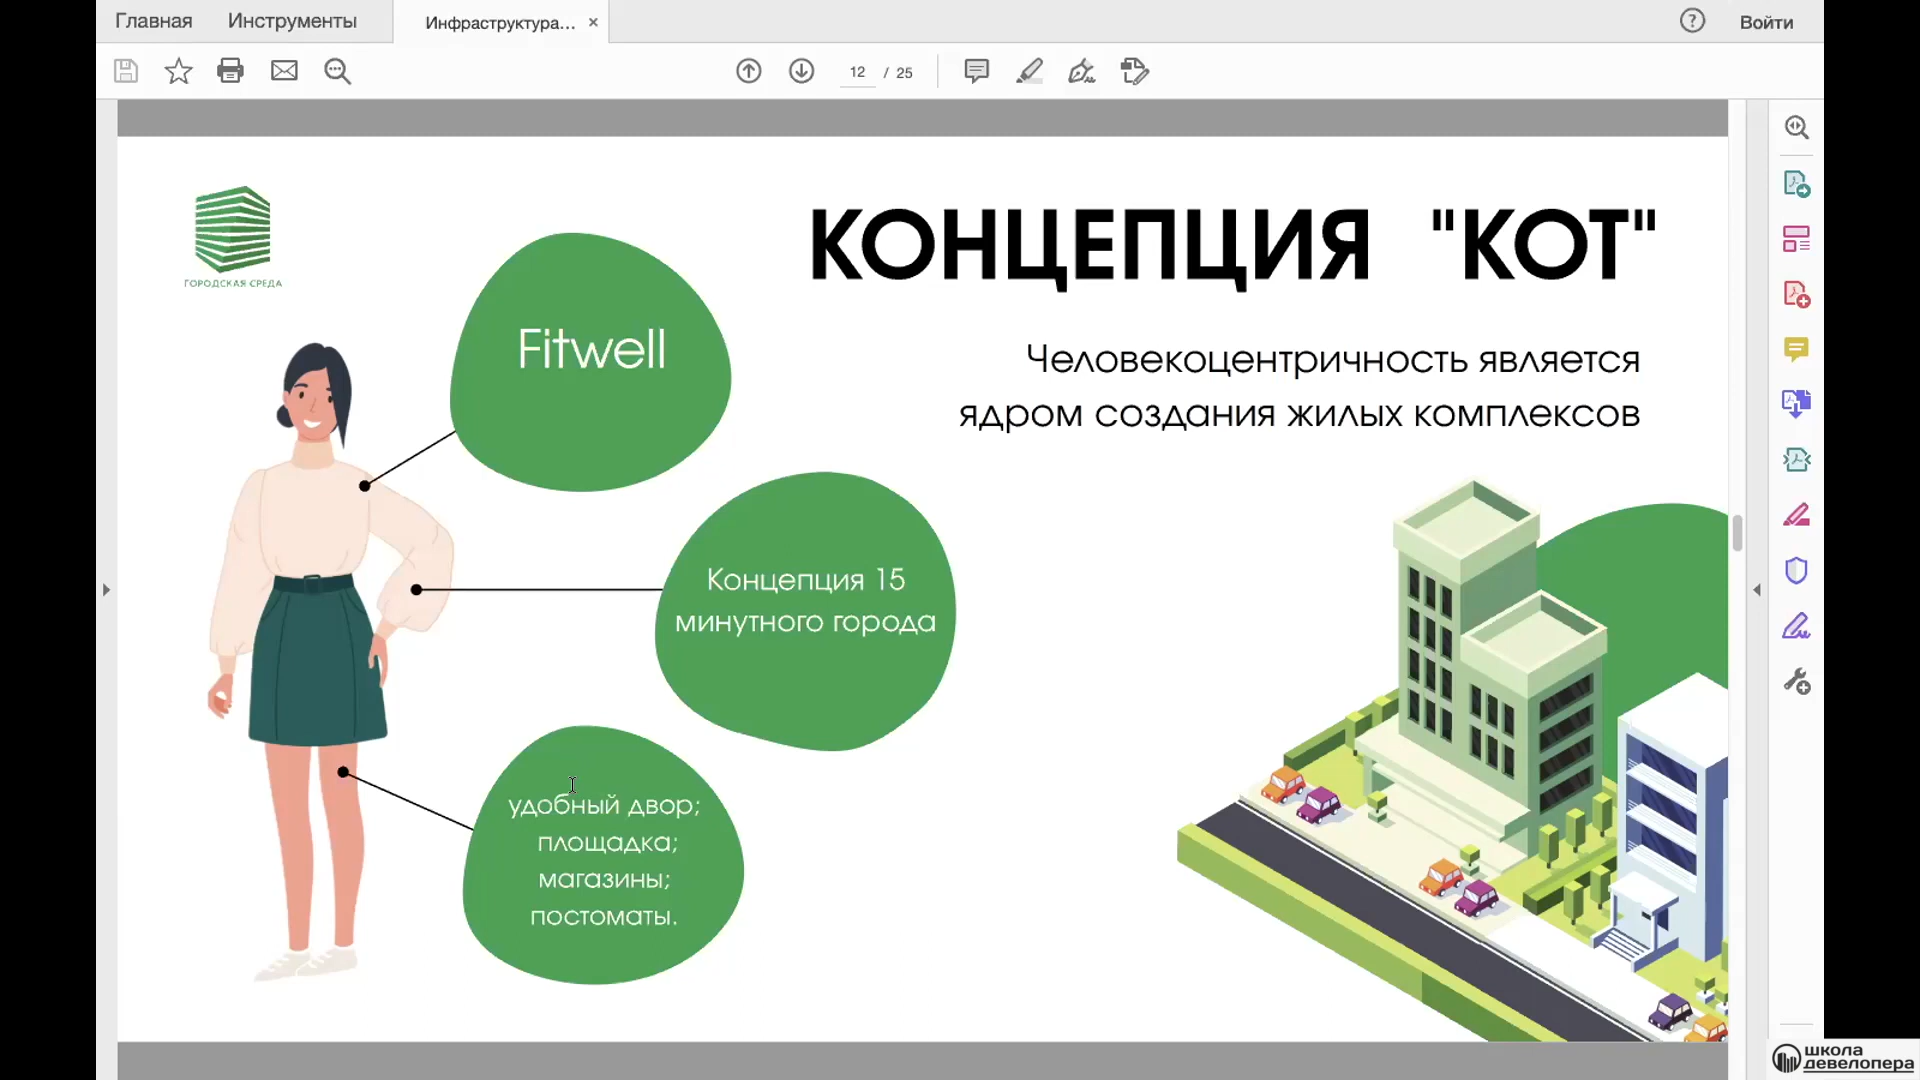 Главная Инструменты Инфраструктура... × ? Войти
12 / 25
ГОРОДСКАЯ СРЕДА
КОНЦЕПЦИЯ "КОТ"
Человекоцентричность является
ядром создания жилых комплексов
Fitwell
Концепция 15
минутного города
удобный двор;
площадка;
магазины;
постоматы.
школа
девелопера